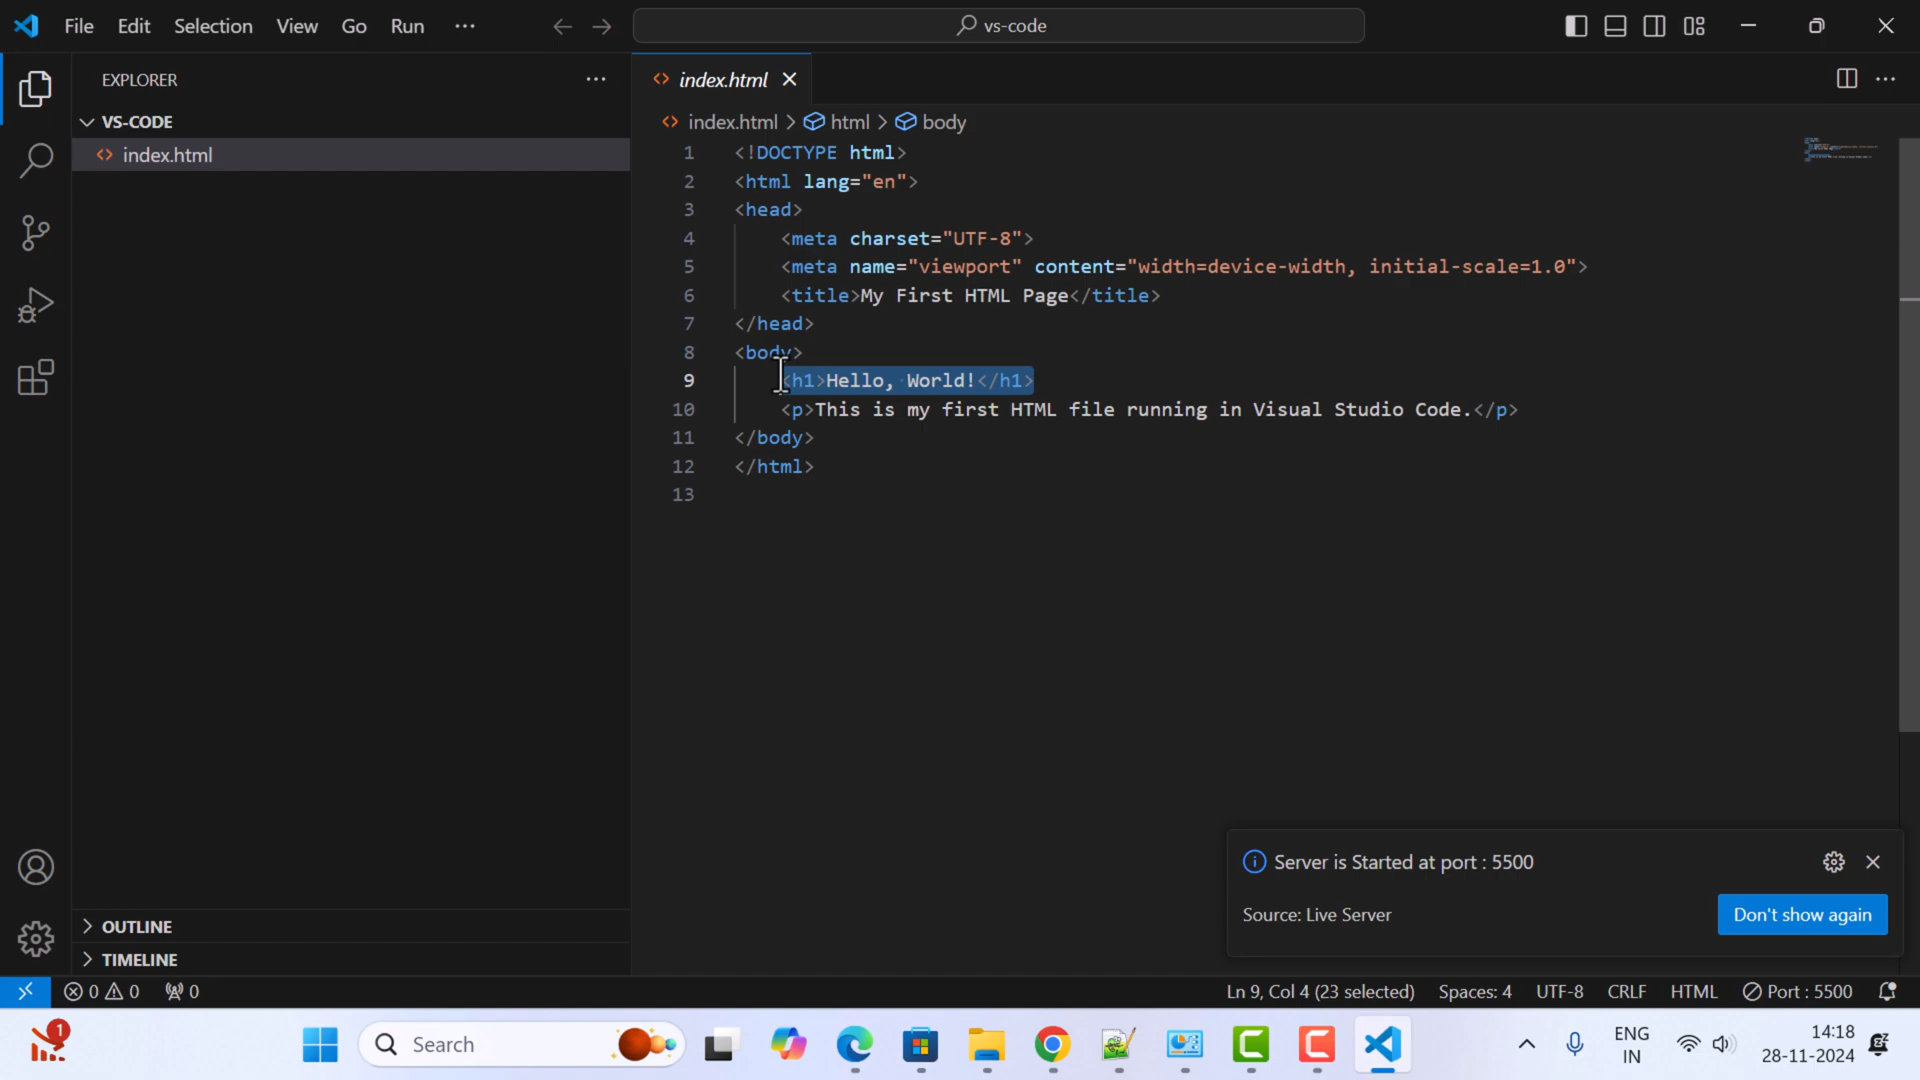 File Edit Selection View Go Run ···
vs-code
EXPLORER ···
VS-CODE
index.html
OUTLINE
TIMELINE
index.html
index.html > html > body
1 <!DOCTYPE html>
2 <html lang="en">
3 <head>
4 <meta charset="UTF-8">
5 <meta name="viewport" content="width=device-width, initial-scale=1.0">
6 <title>My First HTML Page</title>
7 </head>
8 <body>
9 <h1>Hello, World!</h1>
10 <p>This is my first HTML file running in Visual Studio Code.</p>
11 </body>
12 </html>
13
Server is Started at port : 5500
Source: Live Server
Don't show again
0 0 0 Ln 9, Col 4 (23 selected) Spaces: 4 UTF-8 CRLF HTML Port : 5500
1
Search
ENG
IN
14:18
28-11-2024